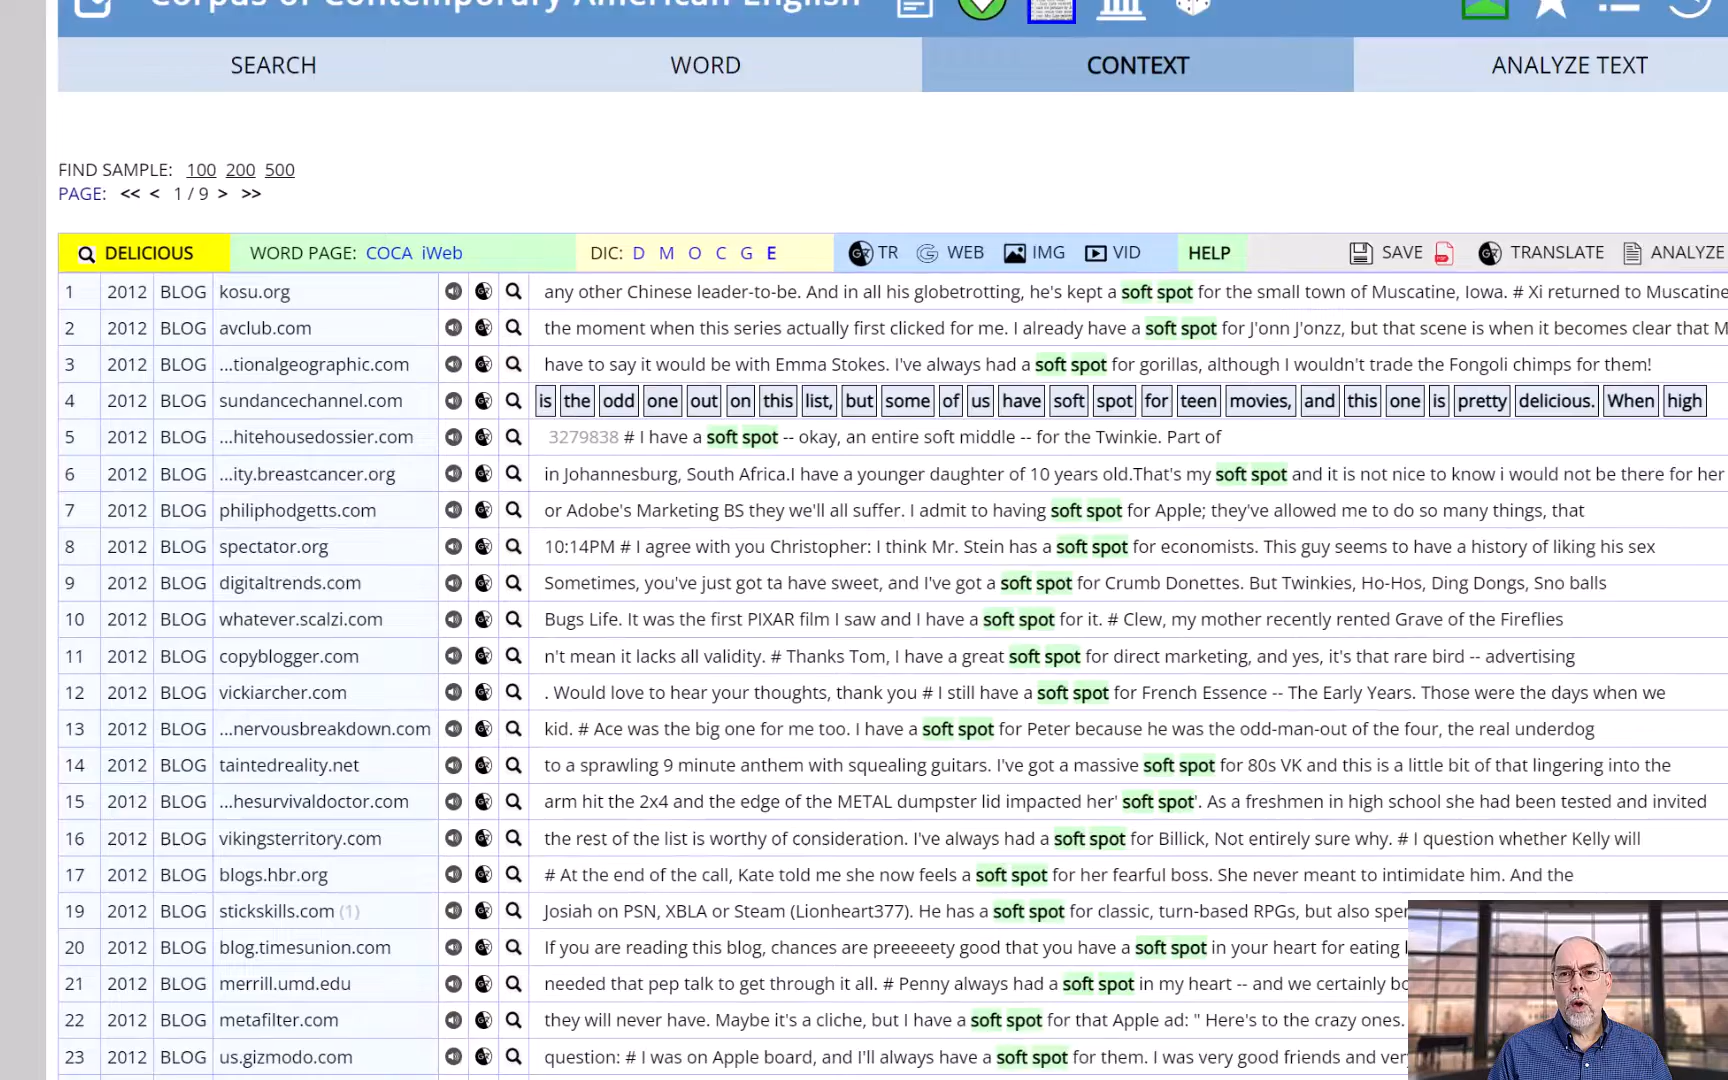 Corpus of Contemporary American English
SEARCH WORD CONTEXT ANALYZE TEXT
FIND SAMPLE: 100 200 500
PAGE: << < 1 / 9 > >>
DELICIOUS WORD PAGE: COCA iWeb DIC: D M O C G E TR WEB IMG VID HELP SAVE TRANSLATE ANALYZE
1 2012 BLOG kosu.org any other Chinese leader-to-be. And in all his globetrotting, he's kept a soft spot for the small town of Muscatine, Iowa. # Xi returned to Muscatine
2 2012 BLOG avclub.com the moment when this series actually first clicked for me. I already have a soft spot for J'onn J'onzz, but that scene is when it becomes clear that M
3 2012 BLOG ...tionalgeographic.com have to say it would be with Emma Stokes. I've always had a soft spot for gorillas, although I wouldn't trade the Fongoli chimps for them!
4 2012 BLOG sundancechannel.com is the odd one out on this list, but some of us have soft spot for teen movies, and this one is pretty delicious. When high
5 2012 BLOG ...hitehousedossier.com 3279838 # I have a soft spot -- okay, an entire soft middle -- for the Twinkie. Part of
6 2012 BLOG ...ity.breastcancer.org in Johannesburg, South Africa.I have a younger daughter of 10 years old.That's my soft spot and it is not nice to know i would not be there for her
7 2012 BLOG philiphodgetts.com or Adobe's Marketing BS they we'll all suffer. I admit to having soft spot for Apple; they've allowed me to do so many things, that
8 2012 BLOG spectator.org 10:14PM # I agree with you Christopher: I think Mr. Stein has a soft spot for economists. This guy seems to have a history of liking his sex
9 2012 BLOG digitaltrends.com Sometimes, you've just got ta have sweet, and I've got a soft spot for Crumb Donettes. But Twinkies, Ho-Hos, Ding Dongs, Sno balls
10 2012 BLOG whatever.scalzi.com Bugs Life. It was the first PIXAR film I saw and I have a soft spot for it. # Clew, my mother recently rented Grave of the Fireflies
11 2012 BLOG copyblogger.com n't mean it lacks all validity. # Thanks Tom, I have a great soft spot for direct marketing, and yes, it's that rare bird -- advertising
12 2012 BLOG vickiarcher.com . Would love to hear your thoughts, thank you # I still have a soft spot for French Essence -- The Early Years. Those were the days when we
13 2012 BLOG ...nervousbreakdown.com kid. # Ace was the big one for me too. I have a soft spot for Peter because he was the odd-man-out of the four, the real underdog
14 2012 BLOG taintedreality.net to a sprawling 9 minute anthem with squealing guitars. I've got a massive soft spot for 80s VK and this is a little bit of that lingering into the
15 2012 BLOG ...hesurvivaldoctor.com arm hit the 2x4 and the edge of the METAL dumpster lid impacted her' soft spot'. As a freshmen in high school she had been tested and invited
16 2012 BLOG vikingsterritory.com the rest of the list is worthy of consideration. I've always had a soft spot for Billick, Not entirely sure why. # I question whether Kelly will
17 2012 BLOG blogs.hbr.org # At the end of the call, Kate told me she now feels a soft spot for her fearful boss. She never meant to intimidate him. And the
19 2012 BLOG stickskills.com (1) Josiah on PSN, XBLA or Steam (Lionheart377). He has a soft spot for classic, turn-based RPGs, but also spe
20 2012 BLOG blog.timesunion.com If you are reading this blog, chances are preeeeety good that you have a soft spot in your heart for eating
21 2012 BLOG merrill.umd.edu needed that pep talk to get through it all. # Penny always had a soft spot in my heart -- and we certainly bo
22 2012 BLOG metafilter.com they will never have. Maybe it's a cliche, but I have a soft spot for that Apple ad: " Here's to the crazy ones.
23 2012 BLOG us.gizmodo.com question: # I was on Apple board, and I'll always have a soft spot for them. I was very good friends and ver